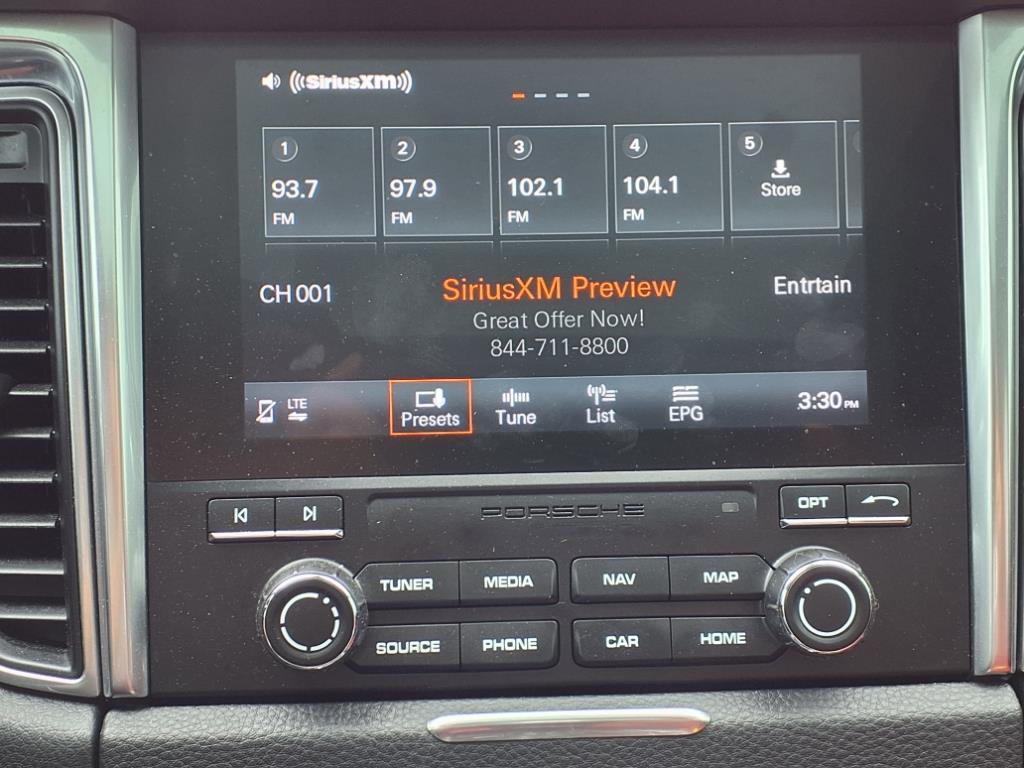 ((SiriusXM))
1 2 3 4 5
93.7 97.9 102.1 104.1 Store
FM FM FM FM
CH 001 SiriusXM Preview Entrtain
Great Offer Now!
844-711-8800
LTE Presets Tune List EPG 3:30 PM
PORSCHE OPT
TUNER MEDIA NAV MAP
SOURCE PHONE CAR HOME